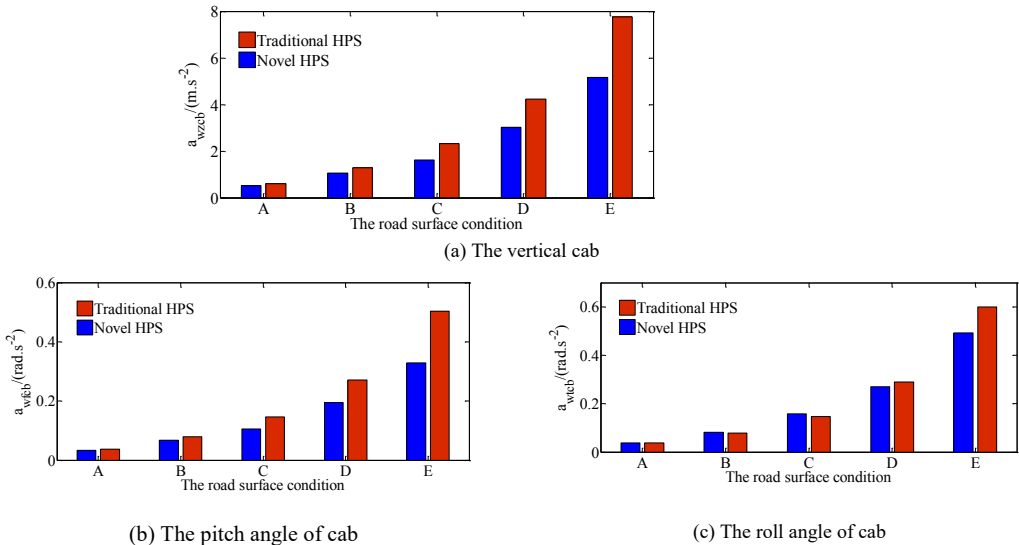 8
6
4
2
0
a_wzcb/(m.s^-2)
Traditional HPS
Novel HPS
A B C D E
The road surface condition
(a) The vertical cab
0.6
0.4
0.2
0
a_wfcb/(rad.s^-2)
Traditional HPS
Novel HPS
A B C D E
The road surface condition
(b) The pitch angle of cab
0.6
0.4
0.2
0
a_wtcb/(rad.s^-2)
Traditional HPS
Novel HPS
A B C D E
The road surface condition
(c) The roll angle of cab